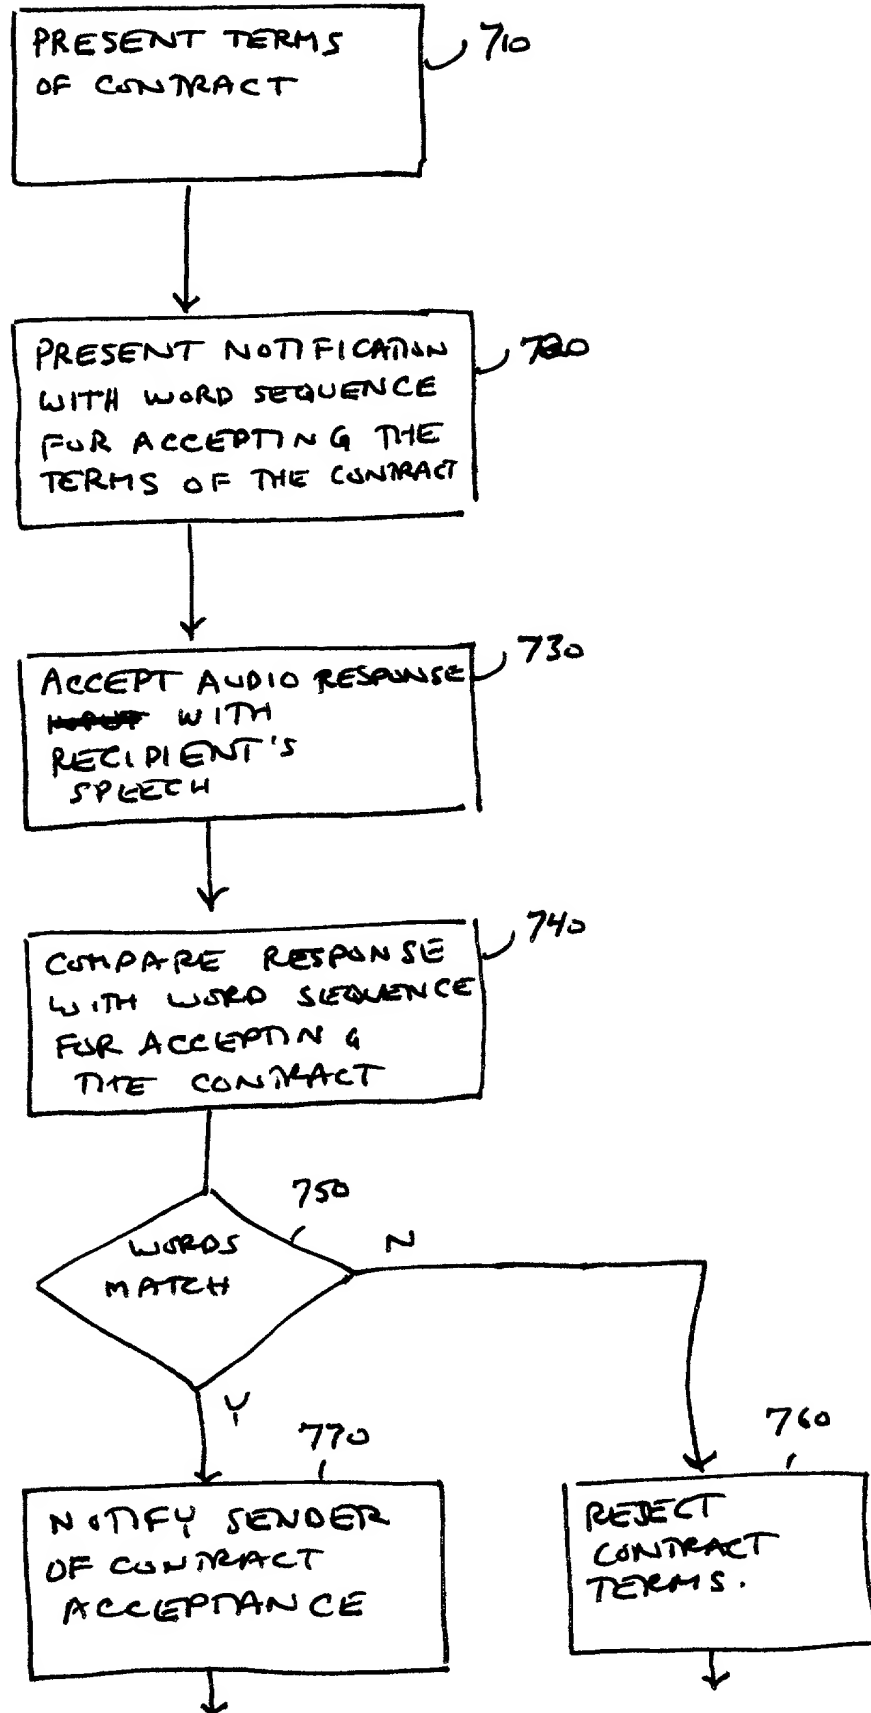 PRESENT TERMS
OF CONTRACT
710
PRESENT NOTIFICATION
WITH WORD SEQUENCE
FOR ACCEPTING THE
TERMS OF THE CONTRACT
720
ACCEPT AUDIO RESPONSE
WITH
RECIPIENT'S
SPEECH
730
COMPARE RESPONSE
WITH WORD SEQUENCE
FOR ACCEPTING
THE CONTRACT
740
WORDS
MATCH
750
N
Y
770
NOTIFY SENDER
OF CONTRACT
ACCEPTANCE
760
REJECT
CONTRACT
TERMS.